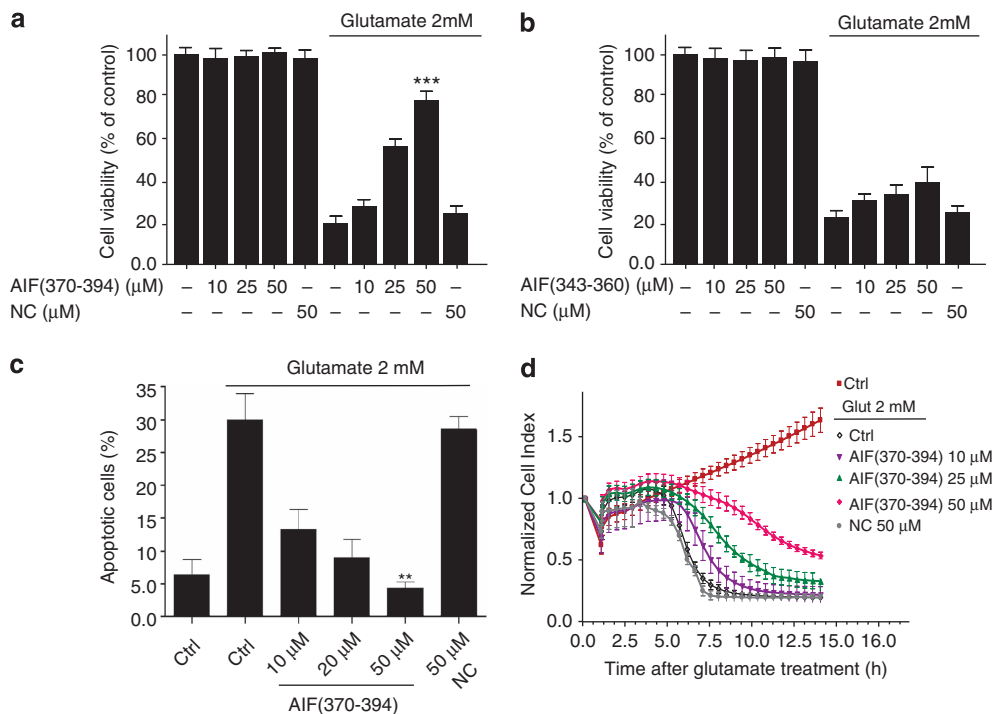 a
Glutamate 2mM
Cell viability (% of control)
100
80
60
40
20
0.0
***
AIF(370-394) (μM) – 10 25 50 – – 10 25 50 –
NC (μM) – – – – 50 – – – – 50
b
Glutamate 2mM
Cell viability (% of control)
100
80
60
40
20
0.0
AIF(343-360) (μM) – 10 25 50 – – 10 25 50 –
NC (μM) – – – – 50 – – – – 50
c
Glutamate 2 mM
Apoptotic cells (%)
35
30
25
20
15
10
5.0
0.0
**
Ctrl
Ctrl
10 μM
20 μM
50 μM
50 μM
NC
AIF(370-394)
d
Ctrl
Glut 2 mM
Ctrl
AIF(370-394) 10 μM
AIF(370-394) 25 μM
AIF(370-394) 50 μM
NC 50 μM
Normalized Cell Index
1.5
1.0
0.5
0.0
0.0 2.5 5.0 7.5 10.0 12.5 14.0 16.0
Time after glutamate treatment (h)